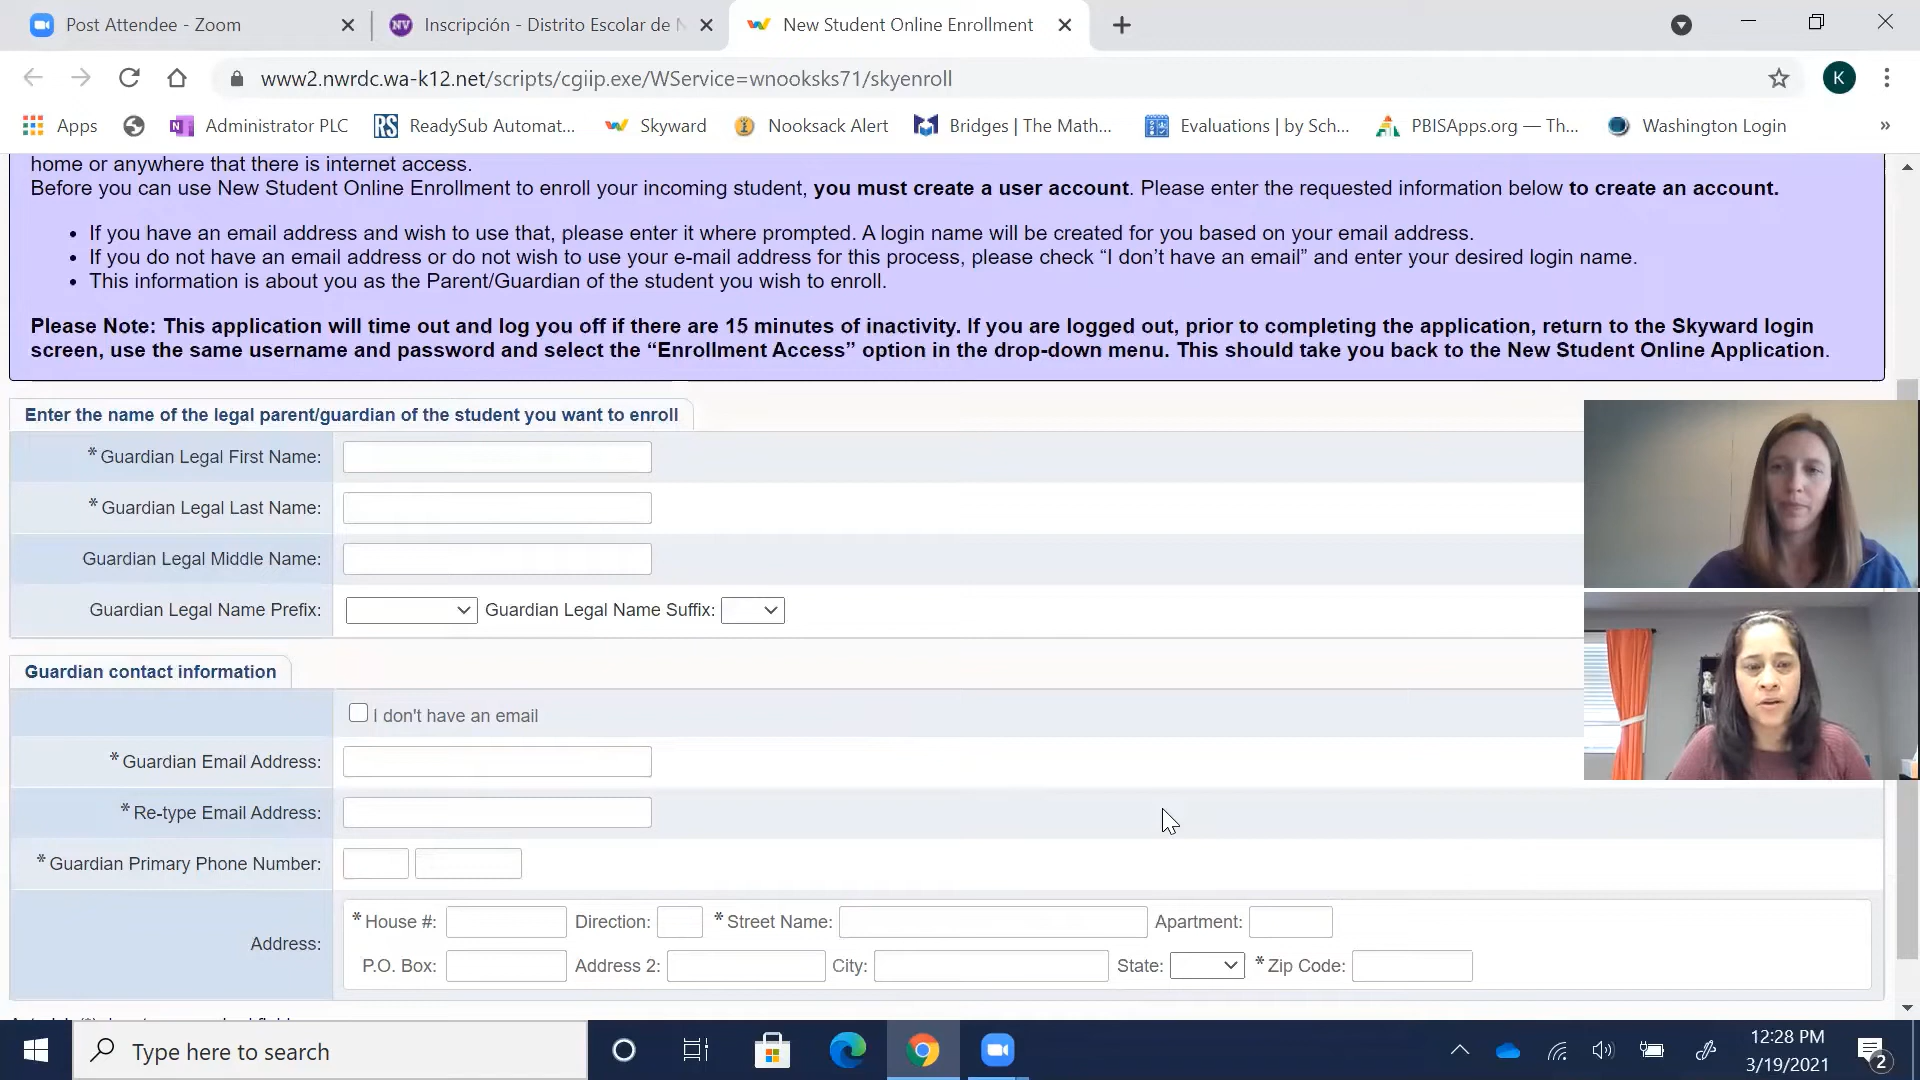 Post Attendee - Zoom
NV
Inscripción - Distrito Escolar de
New Student Online Enrollment
www2.nwrdc.wa-k12.net/scripts/cgiip.exe/WService=wnooksks71/skyenroll
K
Apps
N
Administrator PLC
RS
ReadySub Automat...
Skyward
Nooksack Alert
Bridges | The Math...
Evaluations | by Sch...
PBISApps.org — Th...
Washington Login
»
home or anywhere that there is internet access.
Before you can use New Student Online Enrollment to enroll your incoming student, you must create a user account. Please enter the requested information below to create an account.
• If you have an email address and wish to use that, please enter it where prompted. A login name will be created for you based on your email address.
• If you do not have an email address or do not wish to use your e-mail address for this process, please check “I don’t have an email” and enter your desired login name.
• This information is about you as the Parent/Guardian of the student you wish to enroll.
Please Note: This application will time out and log you off if there are 15 minutes of inactivity. If you are logged out, prior to completing the application, return to the Skyward login
screen, use the same username and password and select the “Enrollment Access” option in the drop-down menu. This should take you back to the New Student Online Application.
Enter the name of the legal parent/guardian of the student you want to enroll
* Guardian Legal First Name:
* Guardian Legal Last Name:
Guardian Legal Middle Name:
Guardian Legal Name Prefix: Guardian Legal Name Suffix:
Guardian contact information
I don't have an email
* Guardian Email Address:
* Re-type Email Address:
* Guardian Primary Phone Number:
Address:
* House #: Direction: * Street Name: Apartment:
P.O. Box: Address 2: City: State: * Zip Code:
Type here to search
12:28 PM
3/19/2021
2